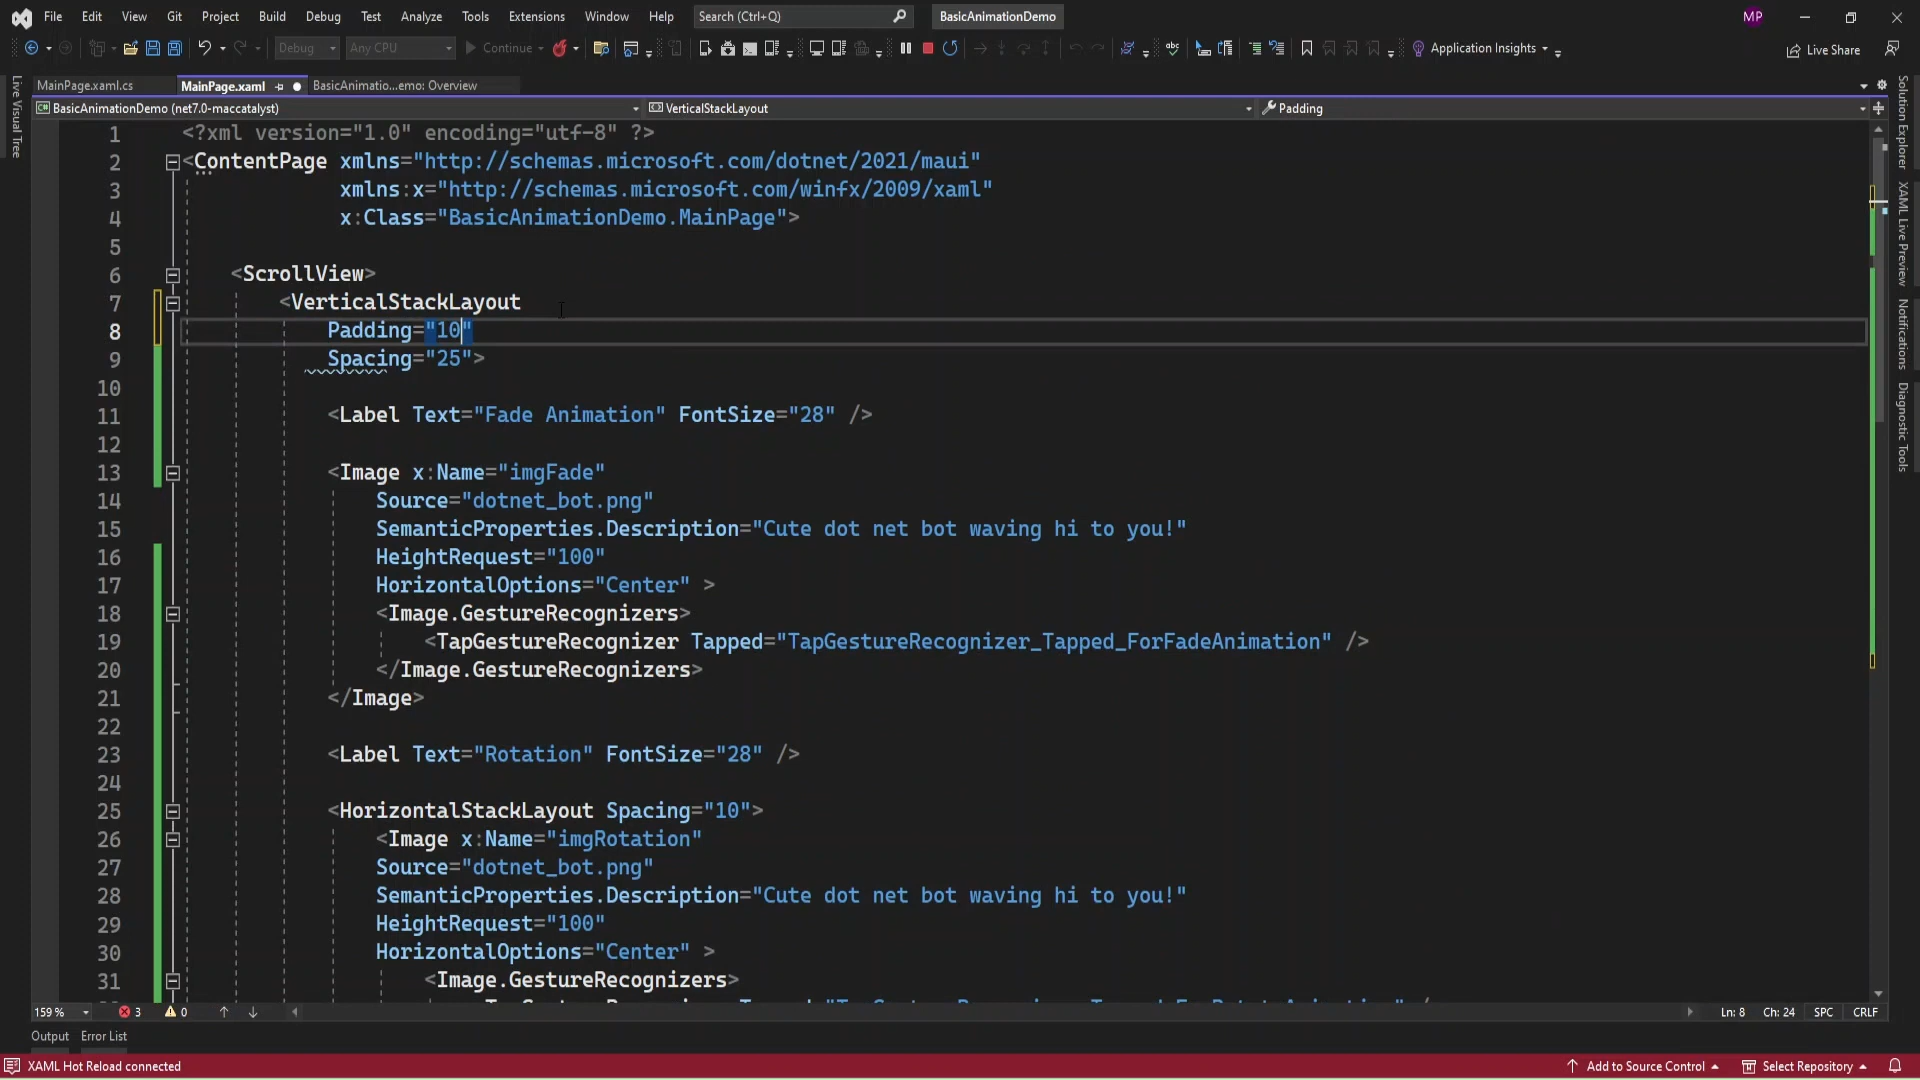 File Edit View Git Project Build Debug Test Analyze Tools Extensions Window Help Search (Ctrl+Q) BasicAnimationDemo MP
Debug Any CPU Continue Application Insights Live Share
MainPage.xaml.cs MainPage.xaml BasicAnimatio...emo: Overview
BasicAnimationDemo (net7.0-maccatalyst) VerticalStackLayout Padding
Live Visual Tree
Solution Explorer
XAML Live Preview
Notifications
Diagnostic Tools
1 <?xml version="1.0" encoding="utf-8" ?>
2 <ContentPage xmlns="http://schemas.microsoft.com/dotnet/2021/maui"
3 xmlns:x="http://schemas.microsoft.com/winfx/2009/xaml"
4 x:Class="BasicAnimationDemo.MainPage">
5
6 <ScrollView>
7 <VerticalStackLayout
8 Padding="10"
9 Spacing="25">
10
11 <Label Text="Fade Animation" FontSize="28" />
12
13 <Image x:Name="imgFade"
14 Source="dotnet_bot.png"
15 SemanticProperties.Description="Cute dot net bot waving hi to you!"
16 HeightRequest="100"
17 HorizontalOptions="Center" >
18 <Image.GestureRecognizers>
19 <TapGestureRecognizer Tapped="TapGestureRecognizer_Tapped_ForFadeAnimation" />
20 </Image.GestureRecognizers>
21 </Image>
22
23 <Label Text="Rotation" FontSize="28" />
24
25 <HorizontalStackLayout Spacing="10">
26 <Image x:Name="imgRotation"
27 Source="dotnet_bot.png"
28 SemanticProperties.Description="Cute dot net bot waving hi to you!"
29 HeightRequest="100"
30 HorizontalOptions="Center" >
31 <Image.GestureRecognizers>
159 % 3 0 Ln: 8 Ch: 24 SPC CRLF
Output Error List
XAML Hot Reload connected Add to Source Control Select Repository